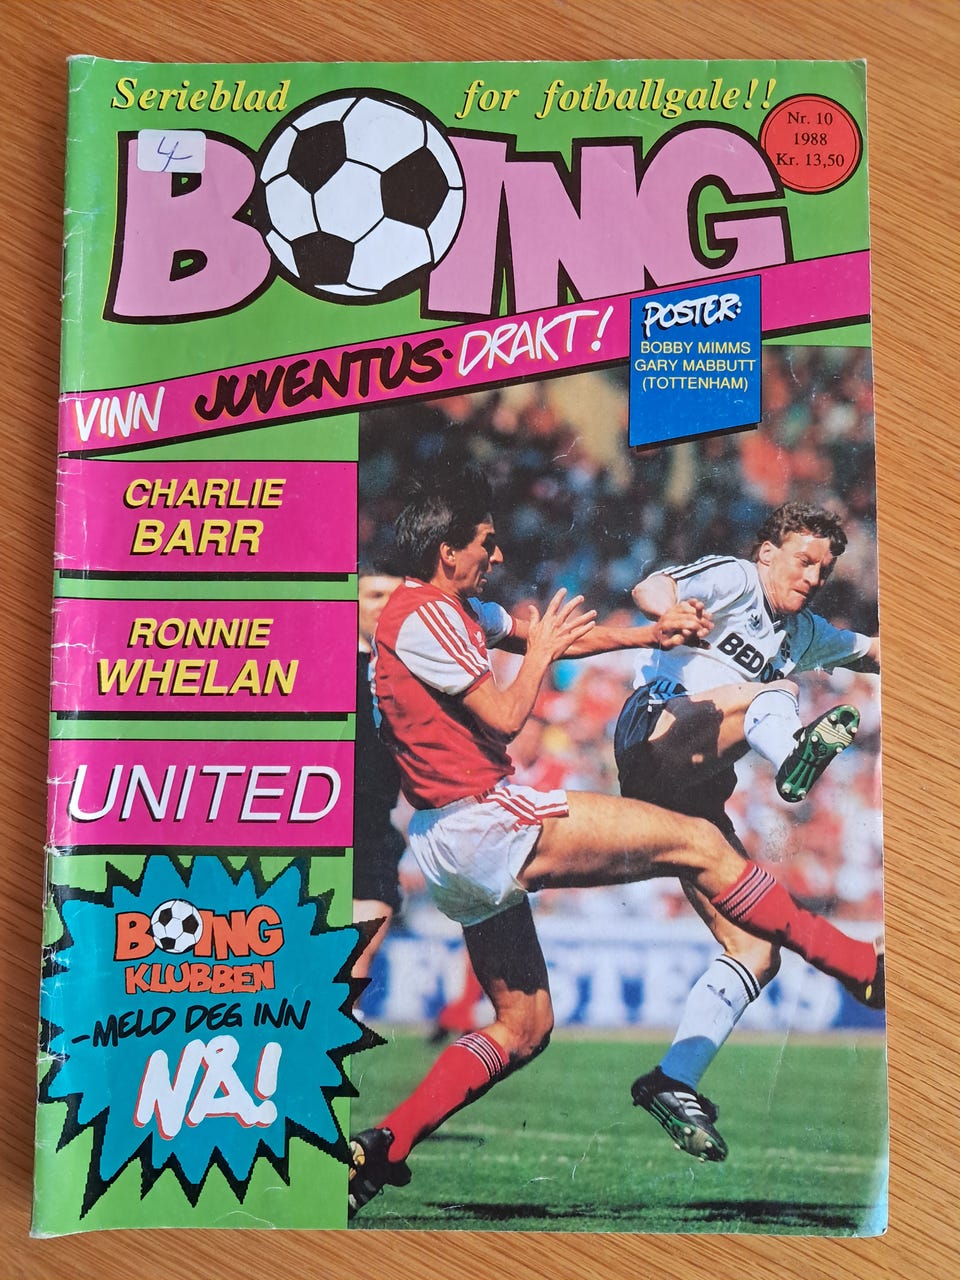 Serieblad for fotballgale!!
BOING
4
Nr. 10
1988
Kr. 13,50
VINN JUVENTUS-DRAKT!
POSTER:
BOBBY MIMMS
GARY MABBUTT
(TOTTENHAM)
CHARLIE
BARR
RONNIE
WHELAN
UNITED
BOING
KLUBBEN
-MELD DEG INN
NÅ!